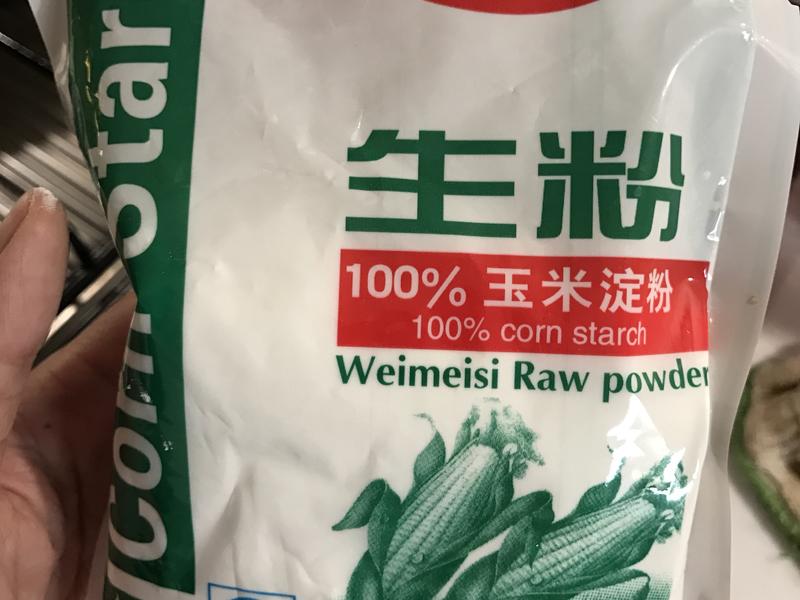 生粉
100% 玉米淀粉
100% corn starch
Weimeisi Raw powder
Corn Star